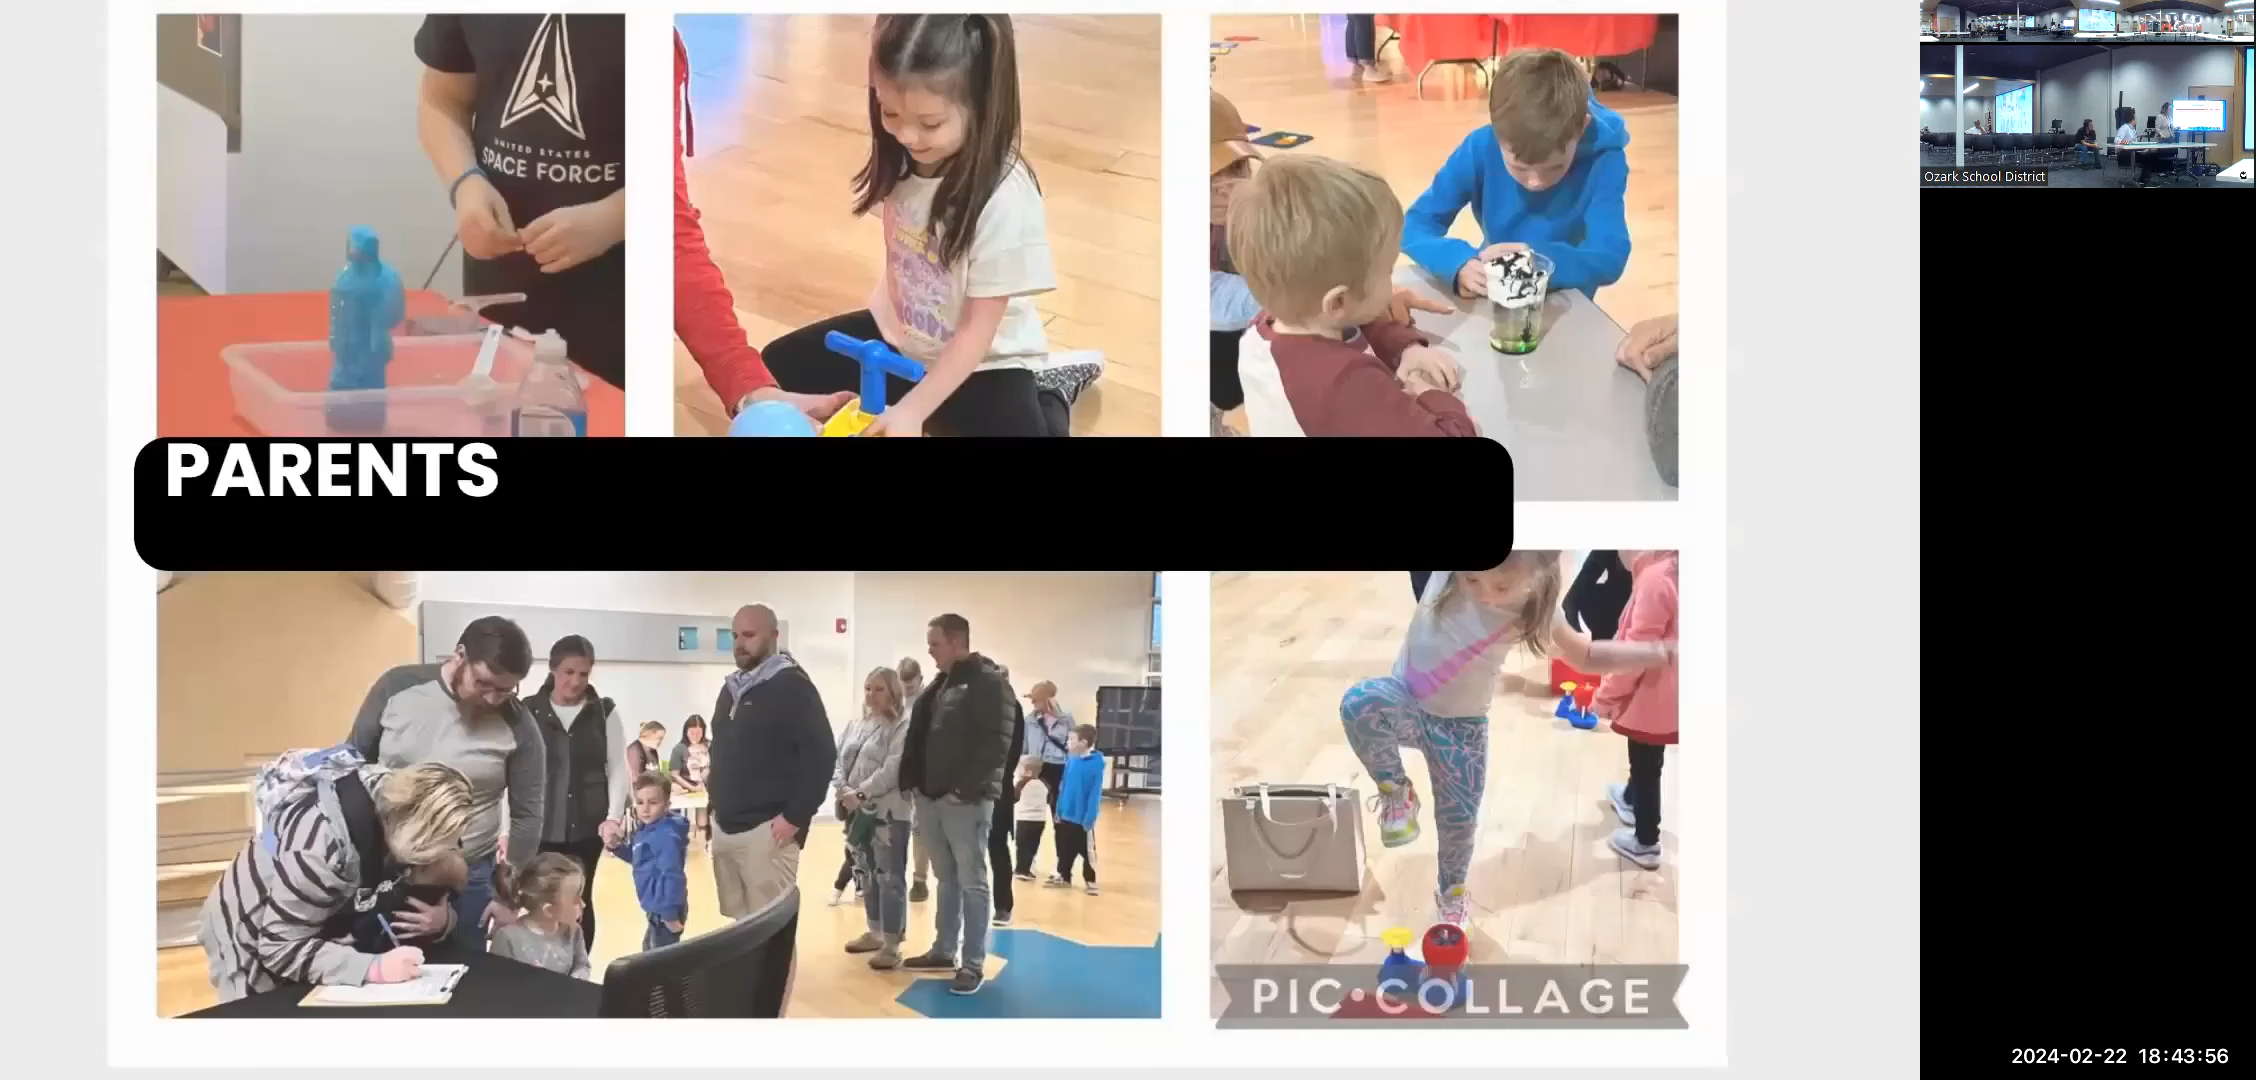 UNITED STATES
SPACE FORCE
PARENTS
PIC•COLLAGE
Ozark School District
2024-02-22 18:43:56